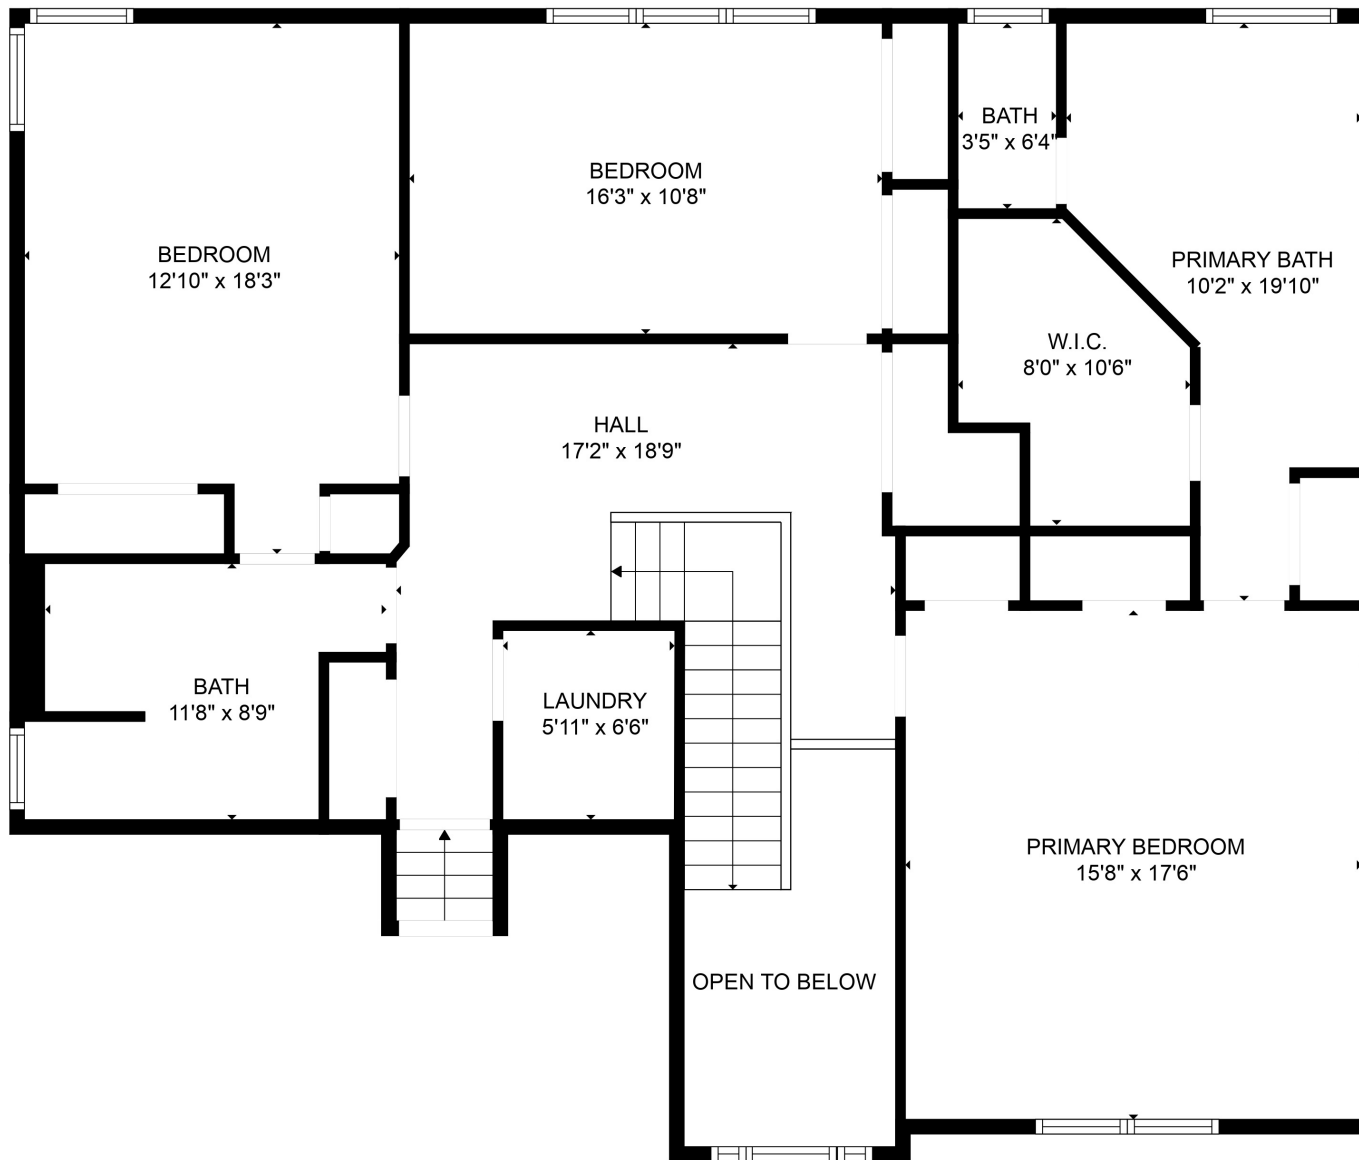 BATH
3'5" x 6'4"
BEDROOM
16'3" x 10'8"
BEDROOM
12'10" x 18'3"
PRIMARY BATH
10'2" x 19'10"
W.I.C.
8'0" x 10'6"
HALL
17'2" x 18'9"
BATH
11'8" x 8'9"
LAUNDRY
5'11" x 6'6"
PRIMARY BEDROOM
15'8" x 17'6"
OPEN TO BELOW